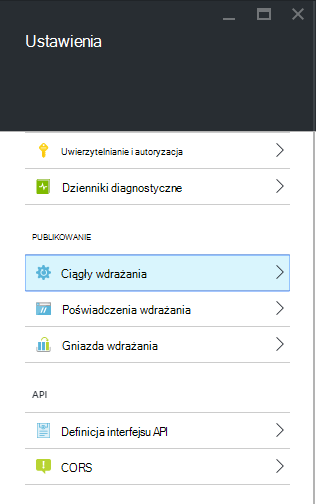 Ustawienia
Uwierzytelnianie i autoryzacja
Dzienniki diagnostyczne
PUBLIKOWANIE
Ciągły wdrażania
Poświadczenia wdrażania
Gniazda wdrażania
API
Definicja interfejsu API
CORS